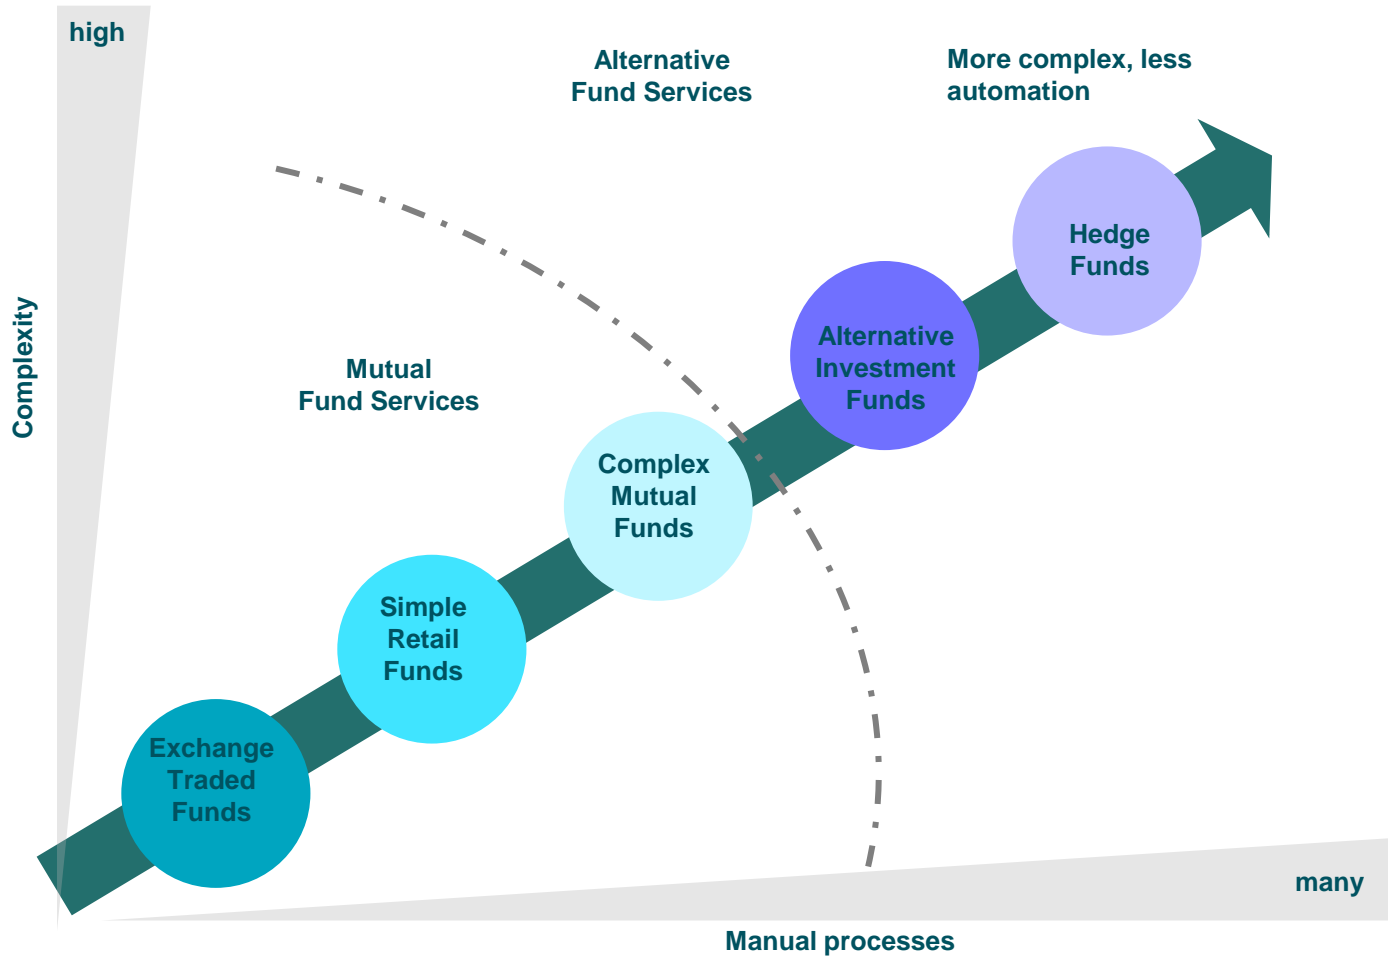 high
Alternative
Fund Services
More complex, less
automation
Hedge
Funds
Complexity
Mutual
Fund Services
Alternative
Investment
Funds
Complex
Mutual
Funds
Simple
Retail
Funds
Exchange
Traded
Funds
many
Manual processes